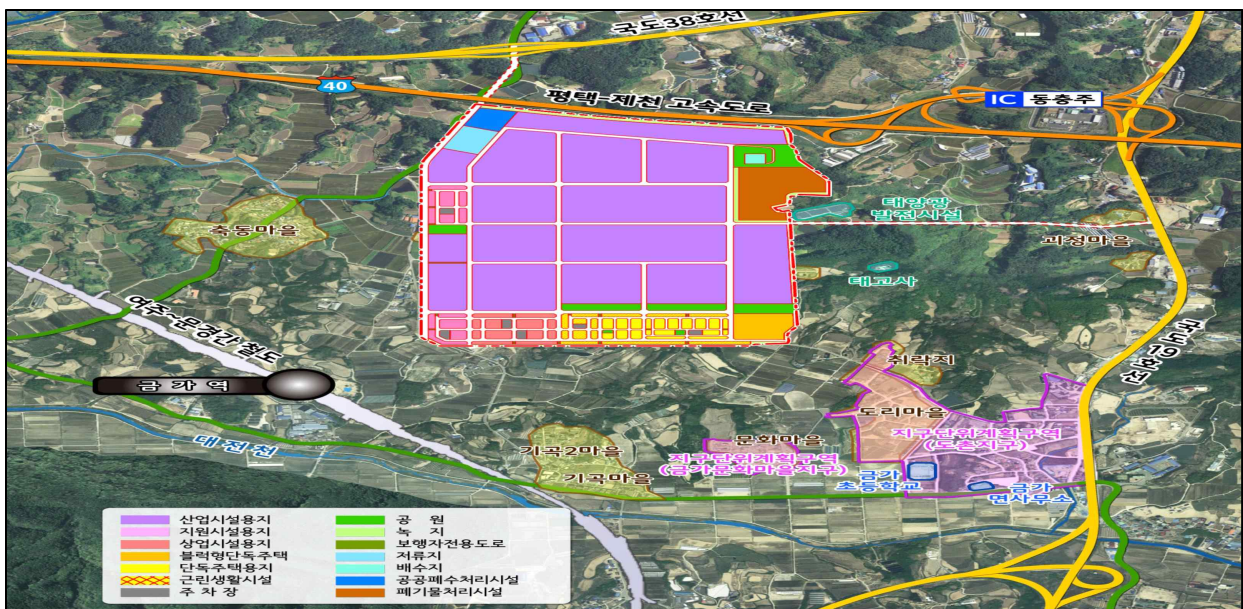 국도38호선
40
평택-제천 고속도로
IC 동충주
태양광
발전시설
축동마을
괴정마을
태고사
여주~문경간 철도
국도19호선
금가역
취락지
도리마을
대전천
지구단위계획구역
(도촌지구)
기곡2마을
문화마을
지구단위계획구역
(금가문화마을지구)
기곡마을
금가
초등학교
금가
면사무소
산업시설용지
지원시설용지
상업시설용지
블럭형단독주택
단독주택용지
근린생활시설
주 차 장
공 원
녹 지
보행자전용도로
저류지
배수지
공공폐수처리시설
폐기물처리시설